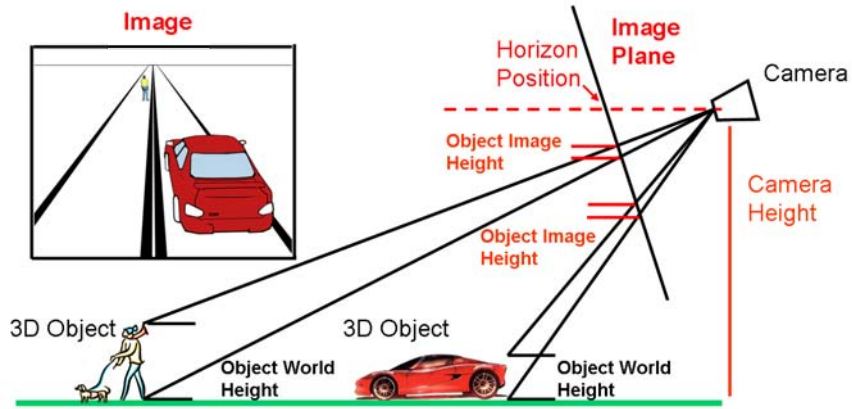 Image
Image
Plane
Horizon
Position
Camera
Object Image
Height
Camera
Height
Object Image
Height
3D Object
3D Object
Object World
Height
Object World
Height